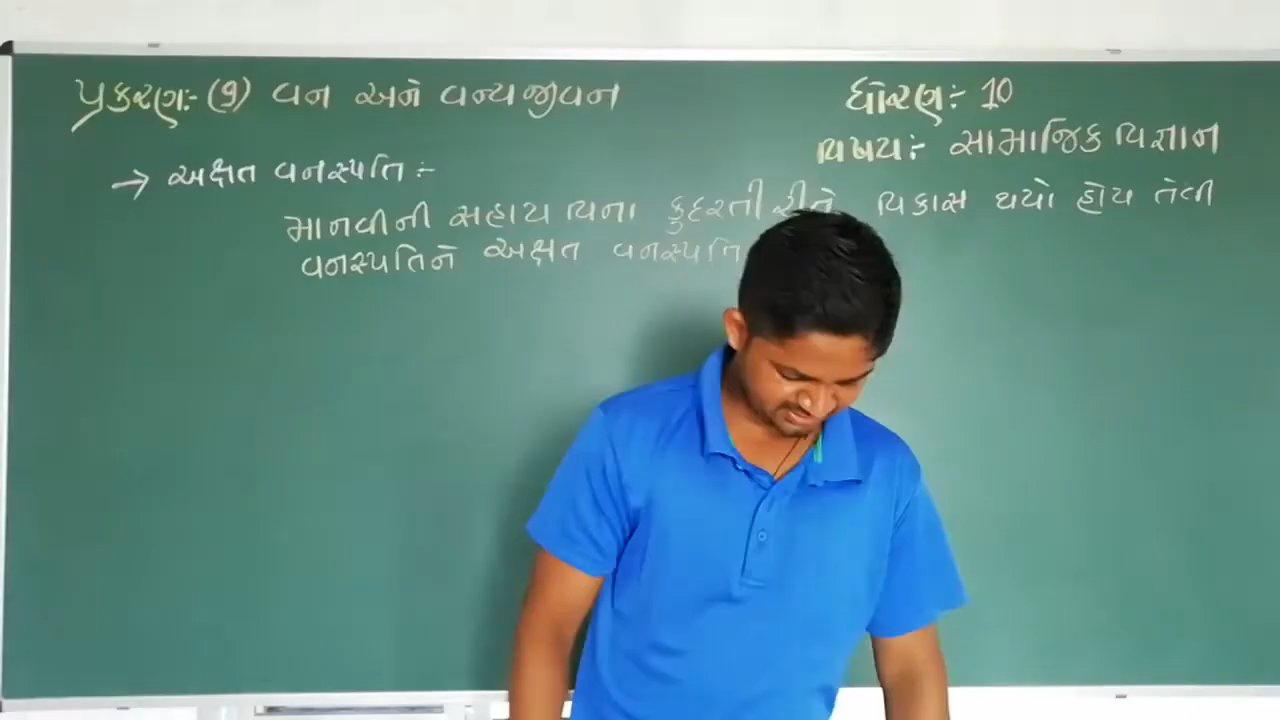 પ્રકરણ:- (9) વન અને વન્યજીવન
ધોરણ:- 10
વિષય:- સામાજિક વિજ્ઞાન
→ અક્ષત વનસ્પતિ:-
માનવીની સહાય વિના કુદરતી રીતે વિકાસ થયો હોય તેવી
વનસ્પતિને અક્ષત વનસ્પતિ